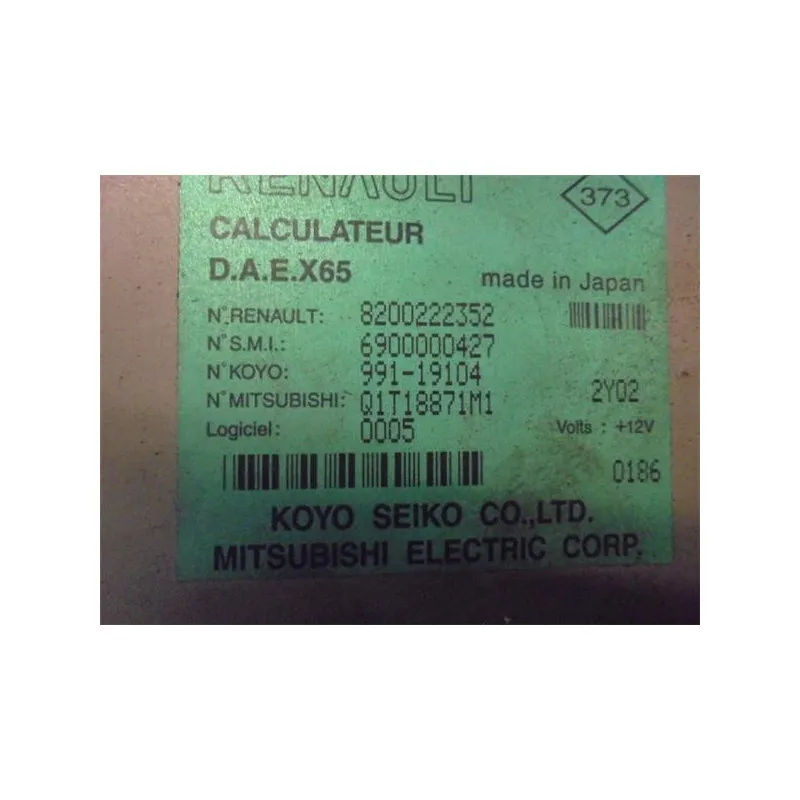 RENAULT
373
CALCULATEUR
D.A.E.X65
made in Japan
N°.RENAULT: 8200222352
N° S.M.I.: 6900000427
N° KOYO: 991-19104
N° MITSUBISHI: Q1T18871M1
2Y02
Logiciel: 0005
Volts : +12V
0186
KOYO SEIKO CO.,LTD.
MITSUBISHI ELECTRIC CORP.